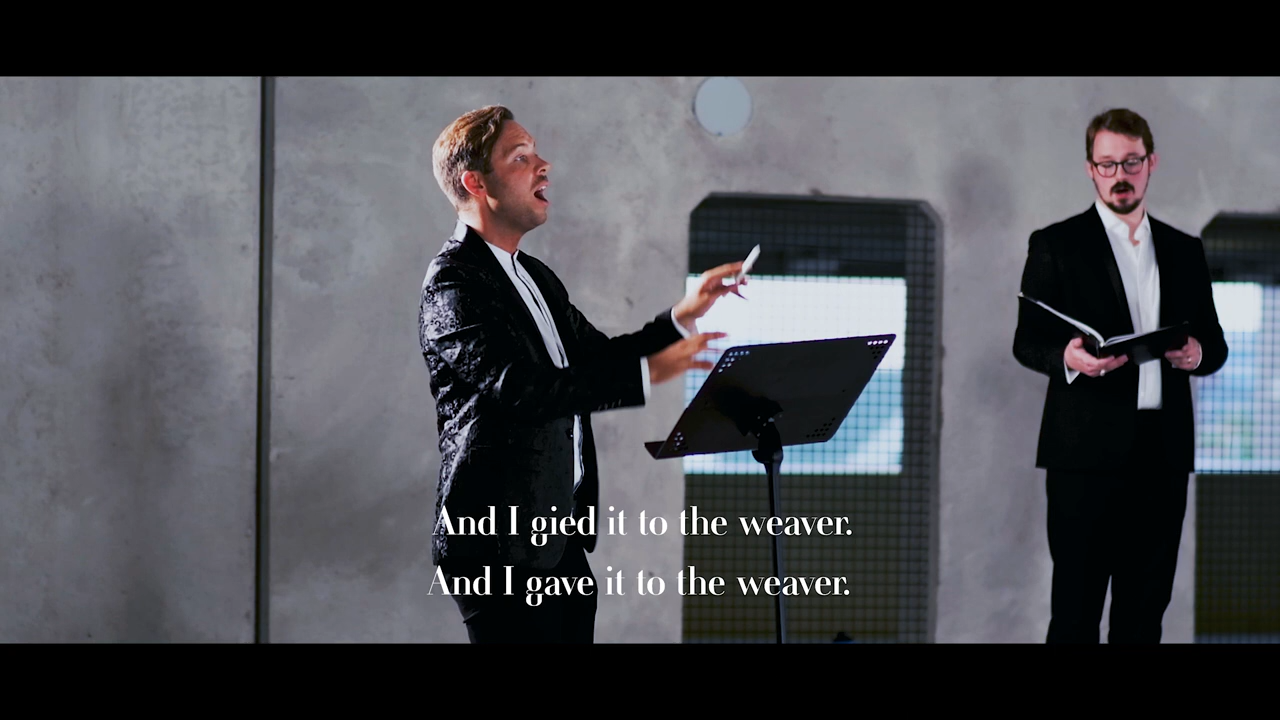 And I gied it to the weaver.
And I gave it to the weaver.